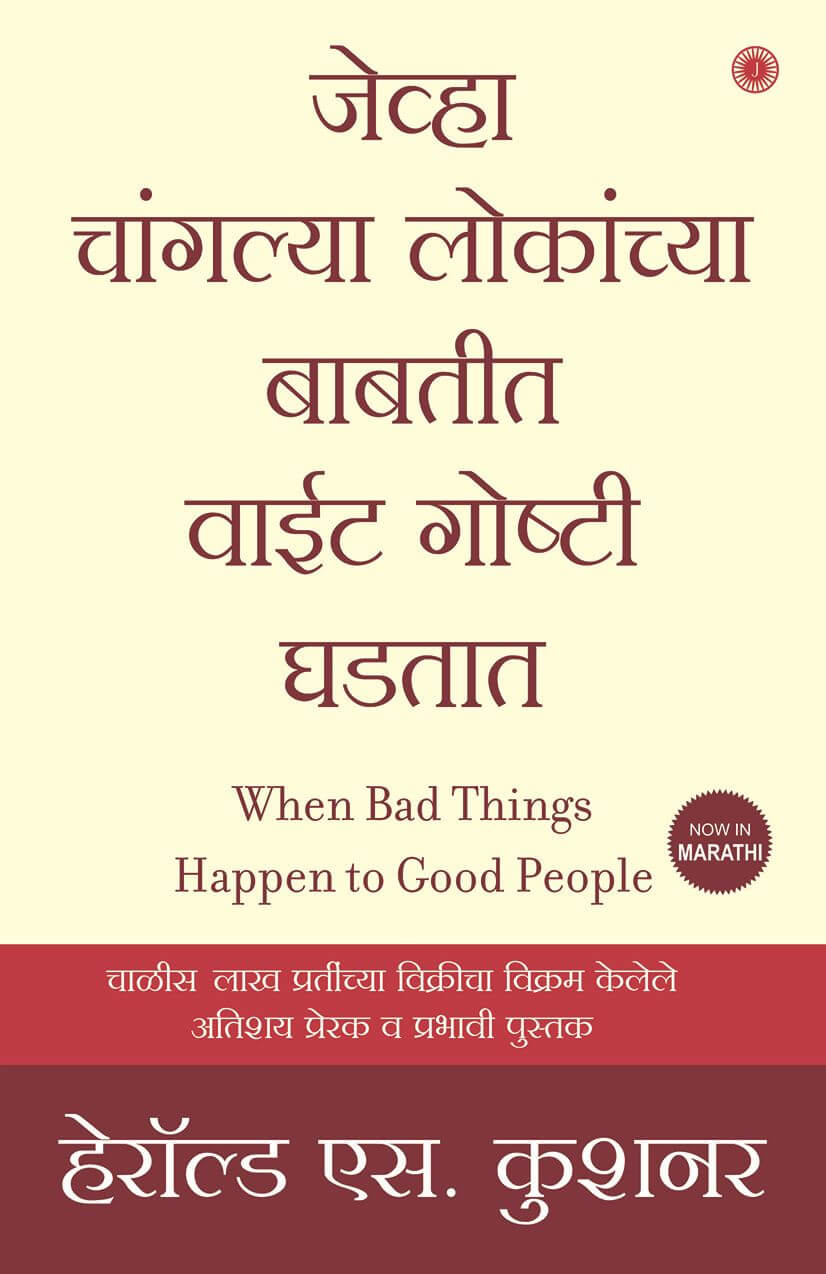 J
जेव्हा
चांगल्या लोकांच्या
बाबतीत
वाईट गोष्टी
घडतात
When Bad Things
Happen to Good People
NOW IN
MARATHI
चाळीस लाख प्रतींच्या विक्रीचा विक्रम केलेले
अतिशय प्रेरक व प्रभावी पुस्तक
हेरॉल्ड एस. कुशनर